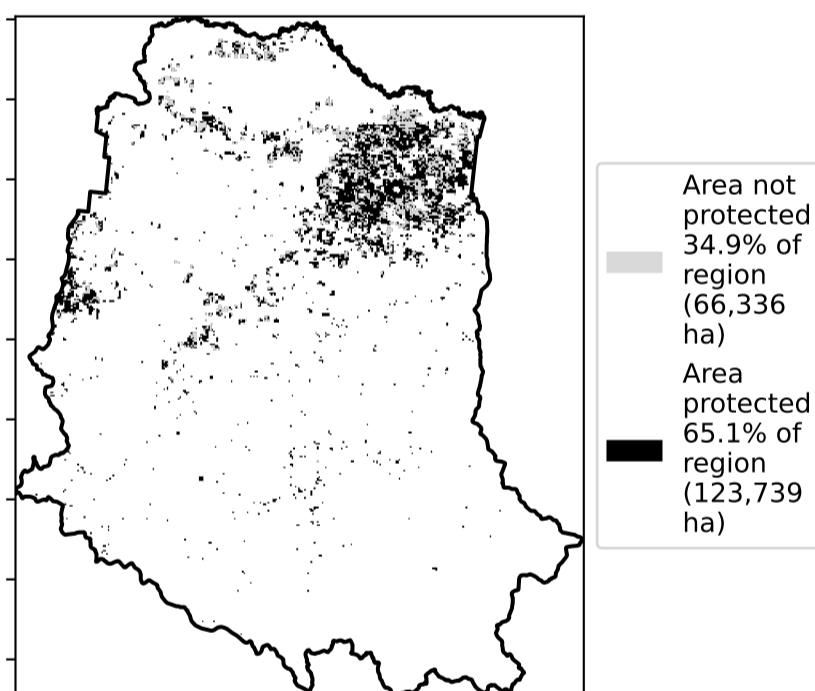 Area not
protected
34.9% of
region
(66,336
ha)
Area
protected
65.1% of
region
(123,739
ha)